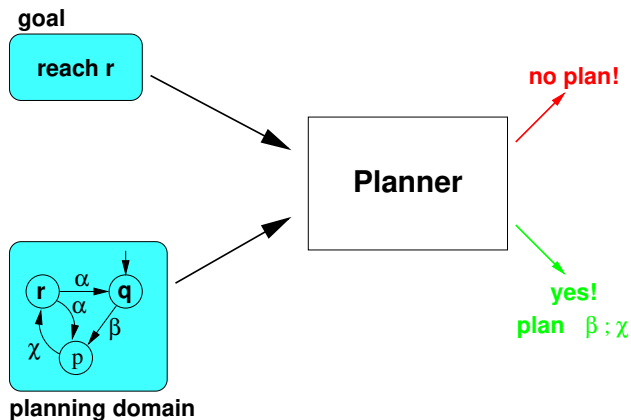 goal
reach r
no plan!
Planner
r α q
α
β
χ p
yes!
plan β ; χ
planning domain